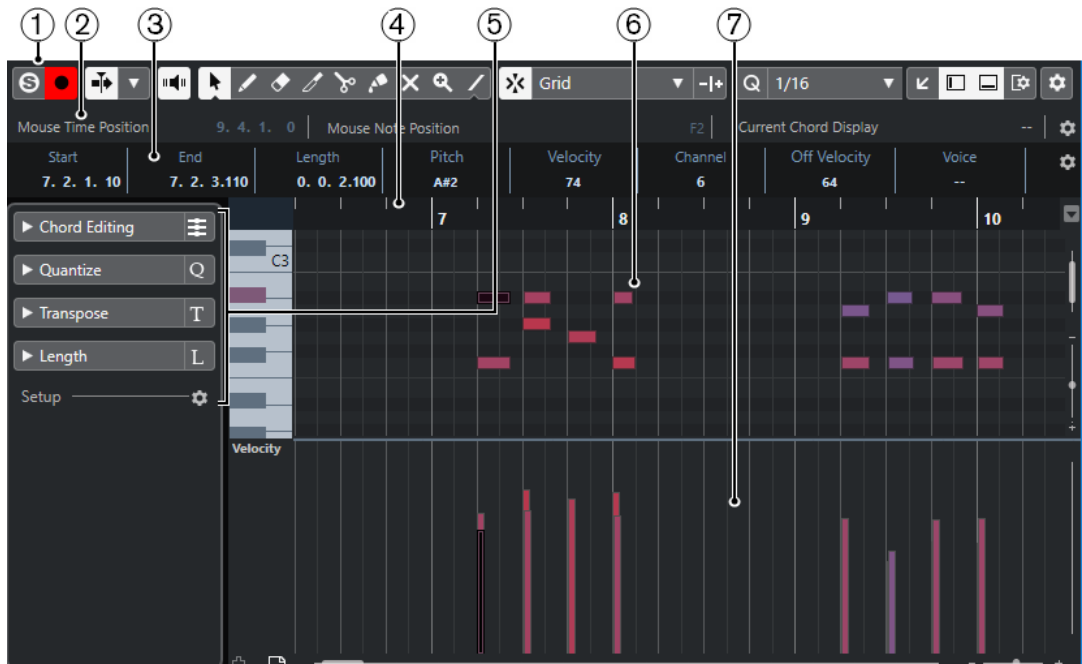 1 2 3 4 5 6 7
S Grid Q 1/16
Mouse Time Position 9. 4. 1. 0 Mouse Note Position F2 Current Chord Display --
Start End Length Pitch Velocity Channel Off Velocity Voice
7. 2. 1. 10 7. 2. 3.110 0. 0. 2.100 A#2 74 6 64 --
7 8 9 10
Chord Editing
C3
Quantize Q
Transpose T
Length L
Setup
Velocity